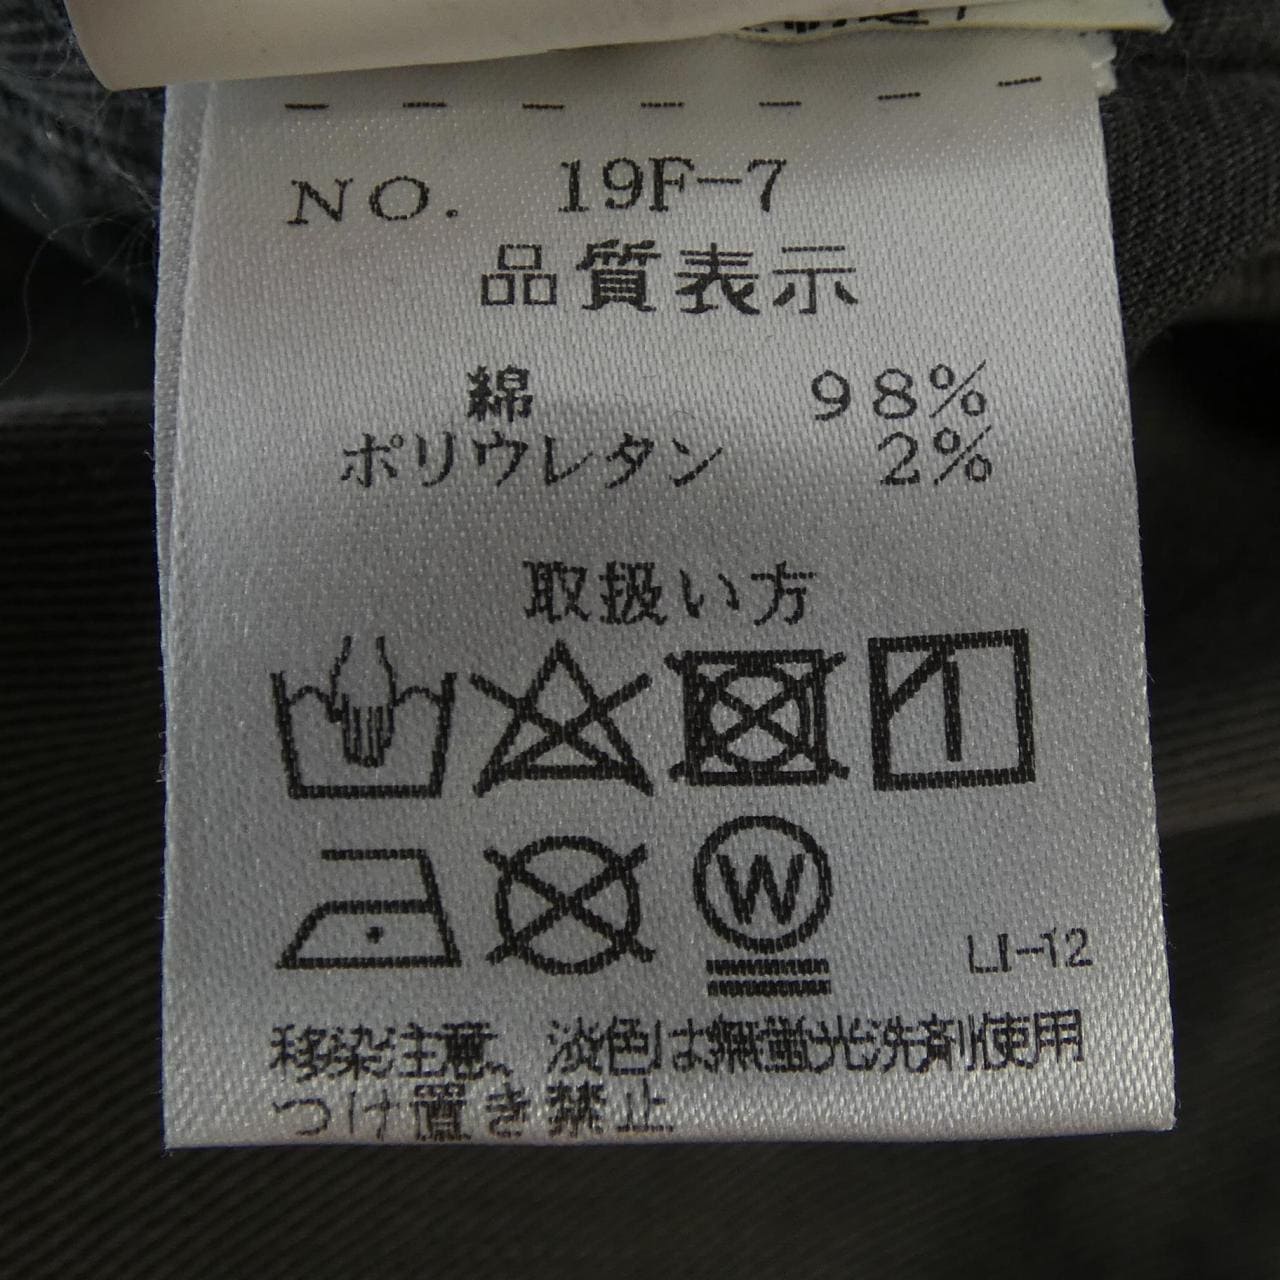 NO. 19F-7
品質表示
綿 98%
ポリウレタン 2%
取扱い方
W
LI-12
移染注意、淡色は無蛍光洗剤使用
つけ置き禁止